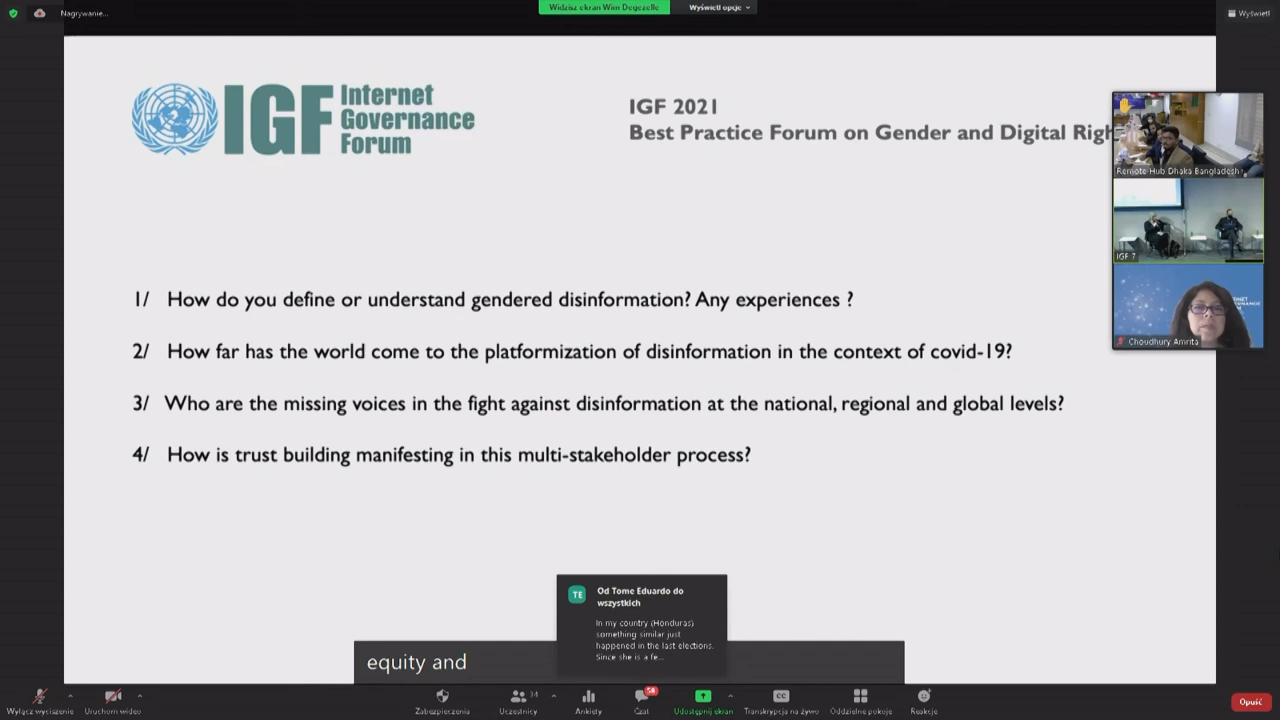 Nagrywanie...
Widzisz ekran Wim Degezelle
Wyświetl opcje
Wyświetl
IGF
Internet
Governance
Forum
IGF 2021
Best Practice Forum on Gender and Digital Righ
Remote Hub Dhaka Bangladesh
IGF 7
Choudhury Amrita
1/ How do you define or understand gendered disinformation? Any experiences ?
2/ How far has the world come to the platformization of disinformation in the context of covid-19?
3/ Who are the missing voices in the fight against disinformation at the national, regional and global levels?
4/ How is trust building manifesting in this multi-stakeholder process?
TE
Od Tome Eduardo do
wszystkich
In my country (Honduras)
something similar just
happened in the last elections.
Since she is a fe...
equity and
Wyłącz wyciszenie
Uruchom wideo
Zabezpieczenia
Uczestnicy
34
Ankiety
Czat
58
Udostępnij ekran
CC
Transkrypcja na żywo
Oddzielne pokoje
Reakcje
Opuść